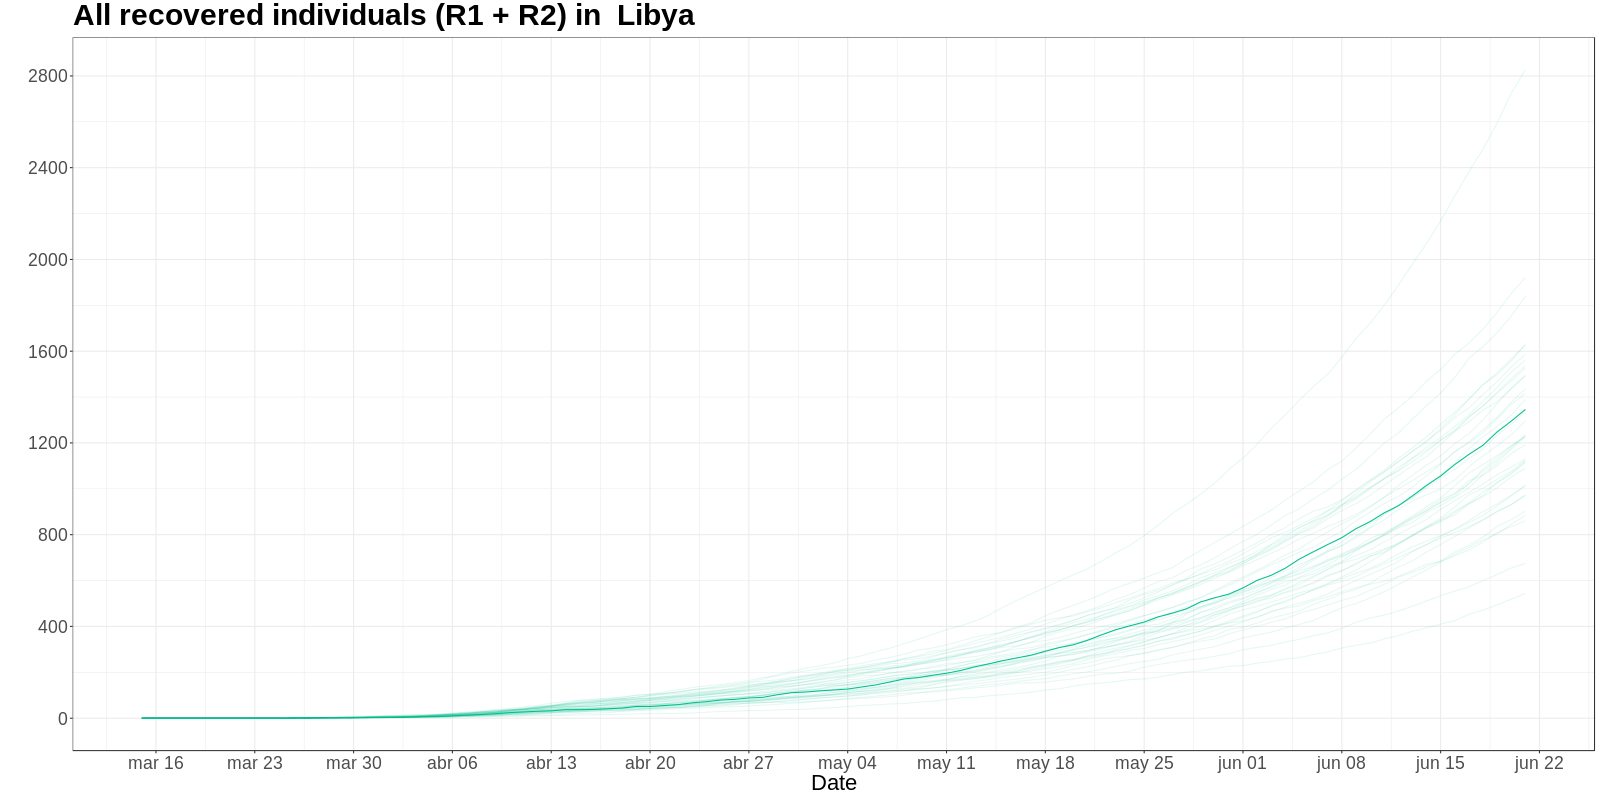 All recovered individuals (R1 + R2) in  Libya
2800
2400
2000
1600
1200
800
400
0
mar 16 mar 23 mar 30 abr 06 abr 13 abr 20 abr 27 may 04 may 11 may 18 may 25 jun 01 jun 08 jun 15 jun 22
Date